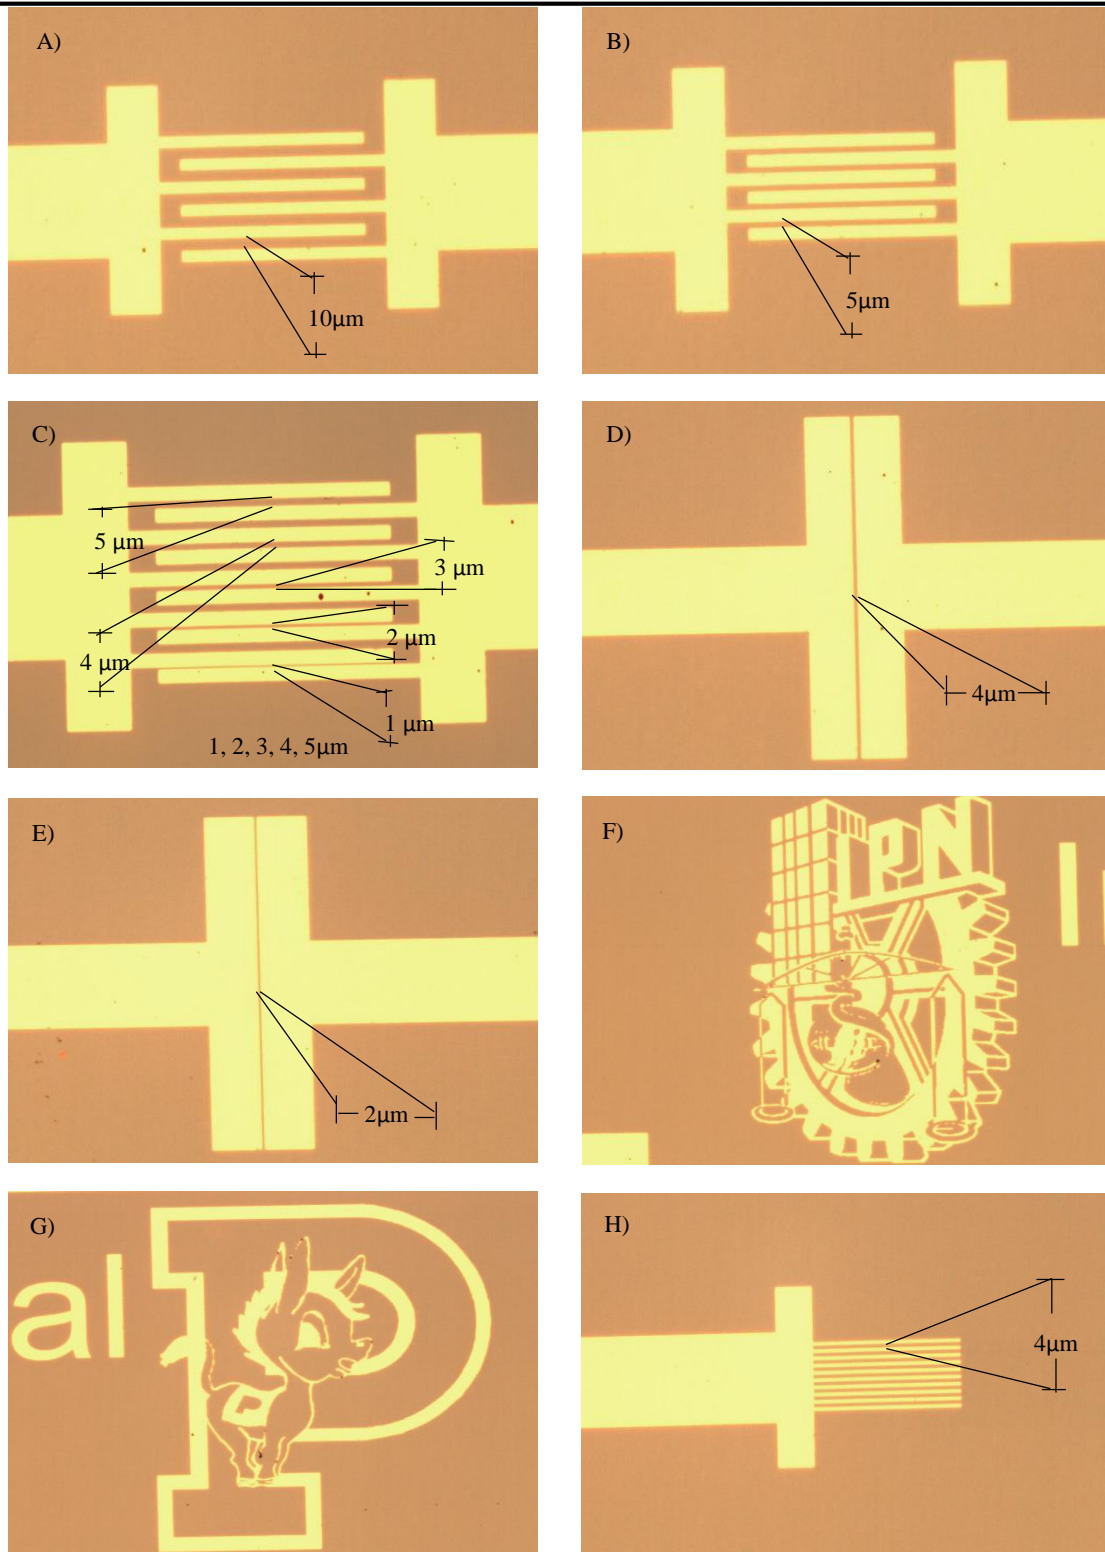 A)
10µm
B)
5µm
C)
5 µm
3 µm
2 µm
4 µm
1 µm
1, 2, 3, 4, 5µm
D)
4µm
E)
2µm
F)
IPN
G)
al
P
H)
4µm